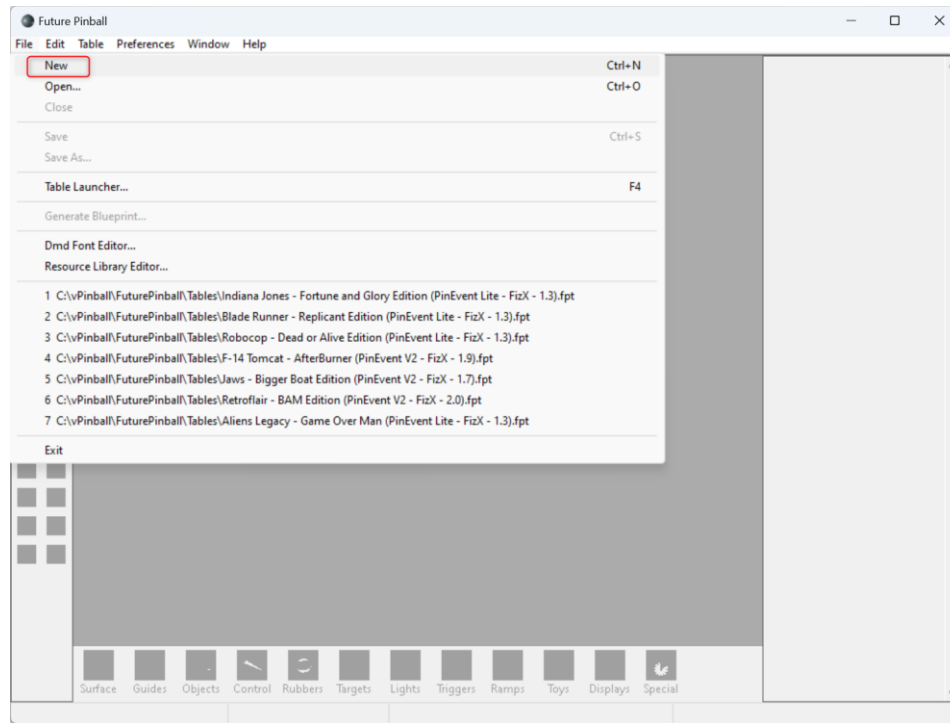 Future Pinball
File Edit Table Preferences Window Help
New Ctrl+N
Open... Ctrl+O
Close
Save Ctrl+S
Save As...
Table Launcher... F4
Generate Blueprint...
Dmd Font Editor...
Resource Library Editor...
1 C:\vPinball\FuturePinball\Tables\Indiana Jones - Fortune and Glory Edition (PinEvent Lite - FizX - 1.3).fpt
2 C:\vPinball\FuturePinball\Tables\Blade Runner - Replicant Edition (PinEvent Lite - FizX - 1.3).fpt
3 C:\vPinball\FuturePinball\Tables\Robocop - Dead or Alive Edition (PinEvent Lite - FizX - 1.3).fpt
4 C:\vPinball\FuturePinball\Tables\F-14 Tomcat - AfterBurner (PinEvent V2 - FizX - 1.9).fpt
5 C:\vPinball\FuturePinball\Tables\Jaws - Bigger Boat Edition (PinEvent V2 - FizX - 1.7).fpt
6 C:\vPinball\FuturePinball\Tables\Retroflair - BAM Edition (PinEvent V2 - FizX - 2.0).fpt
7 C:\vPinball\FuturePinball\Tables\Aliens Legacy - Game Over Man (PinEvent Lite - FizX - 1.3).fpt
Exit
Surface Guides Objects Control Rubbers Targets Lights Triggers Ramps Toys Displays Special